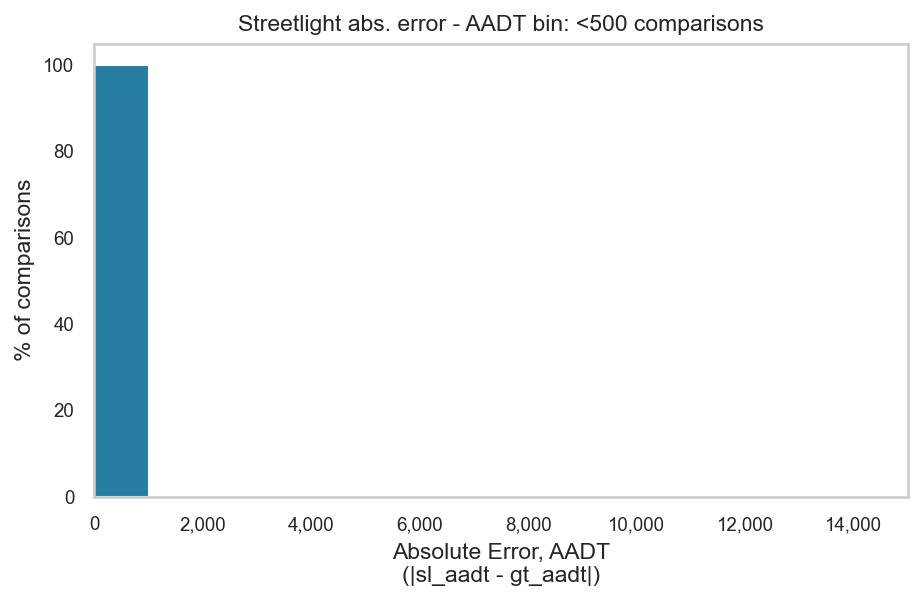 Streetlight abs. error - AADT bin: <500 comparisons
% of comparisons
100
80
60
40
20
0
0 2,000 4,000 6,000 8,000 10,000 12,000 14,000
Absolute Error, AADT
(|sl_aadt - gt_aadt|)